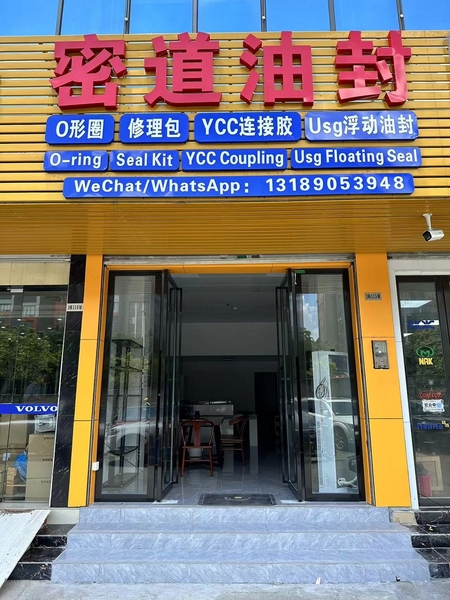 密道油封
O形圈 修理包 YCC连接胶 Usg浮动油封
O-ring Seal Kit YCC Coupling Usg Floating Seal
WeChat/WhatsApp： 13189053948
VOLVO
NAK